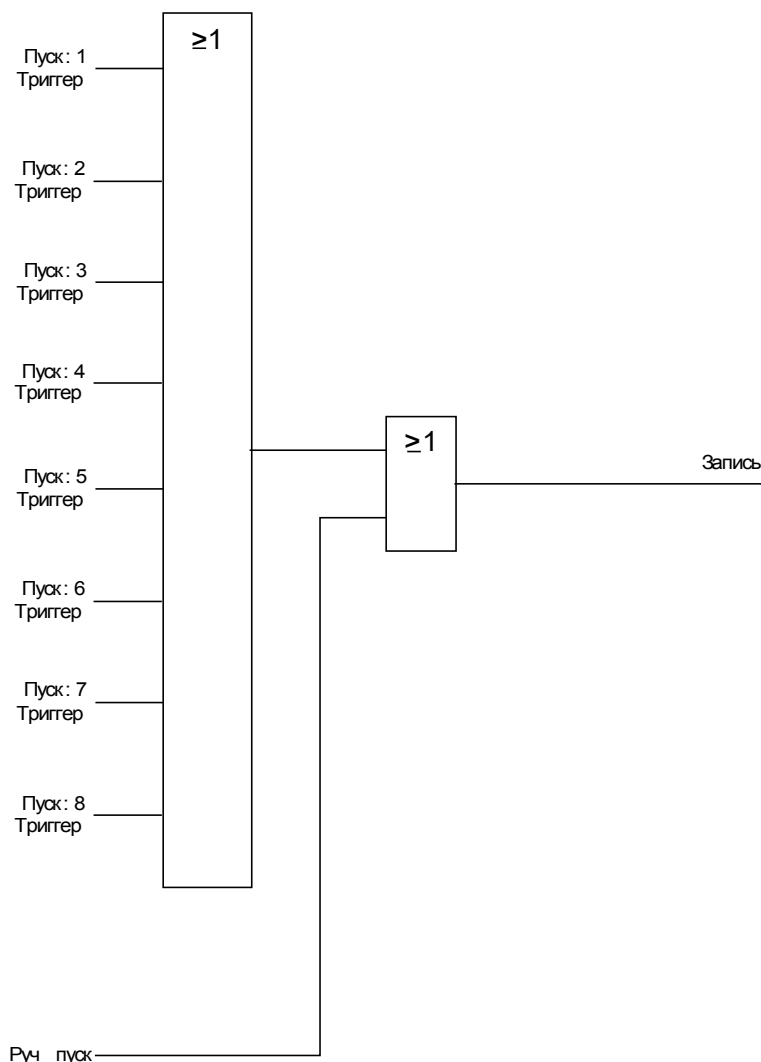 ≥1
Пуск: 1
Триггер
Пуск: 2
Триггер
Пуск: 3
Триггер
Пуск: 4
Триггер
≥1
Запись
Пуск: 5
Триггер
Пуск: 6
Триггер
Пуск: 7
Триггер
Пуск: 8
Триггер
Руч пуск